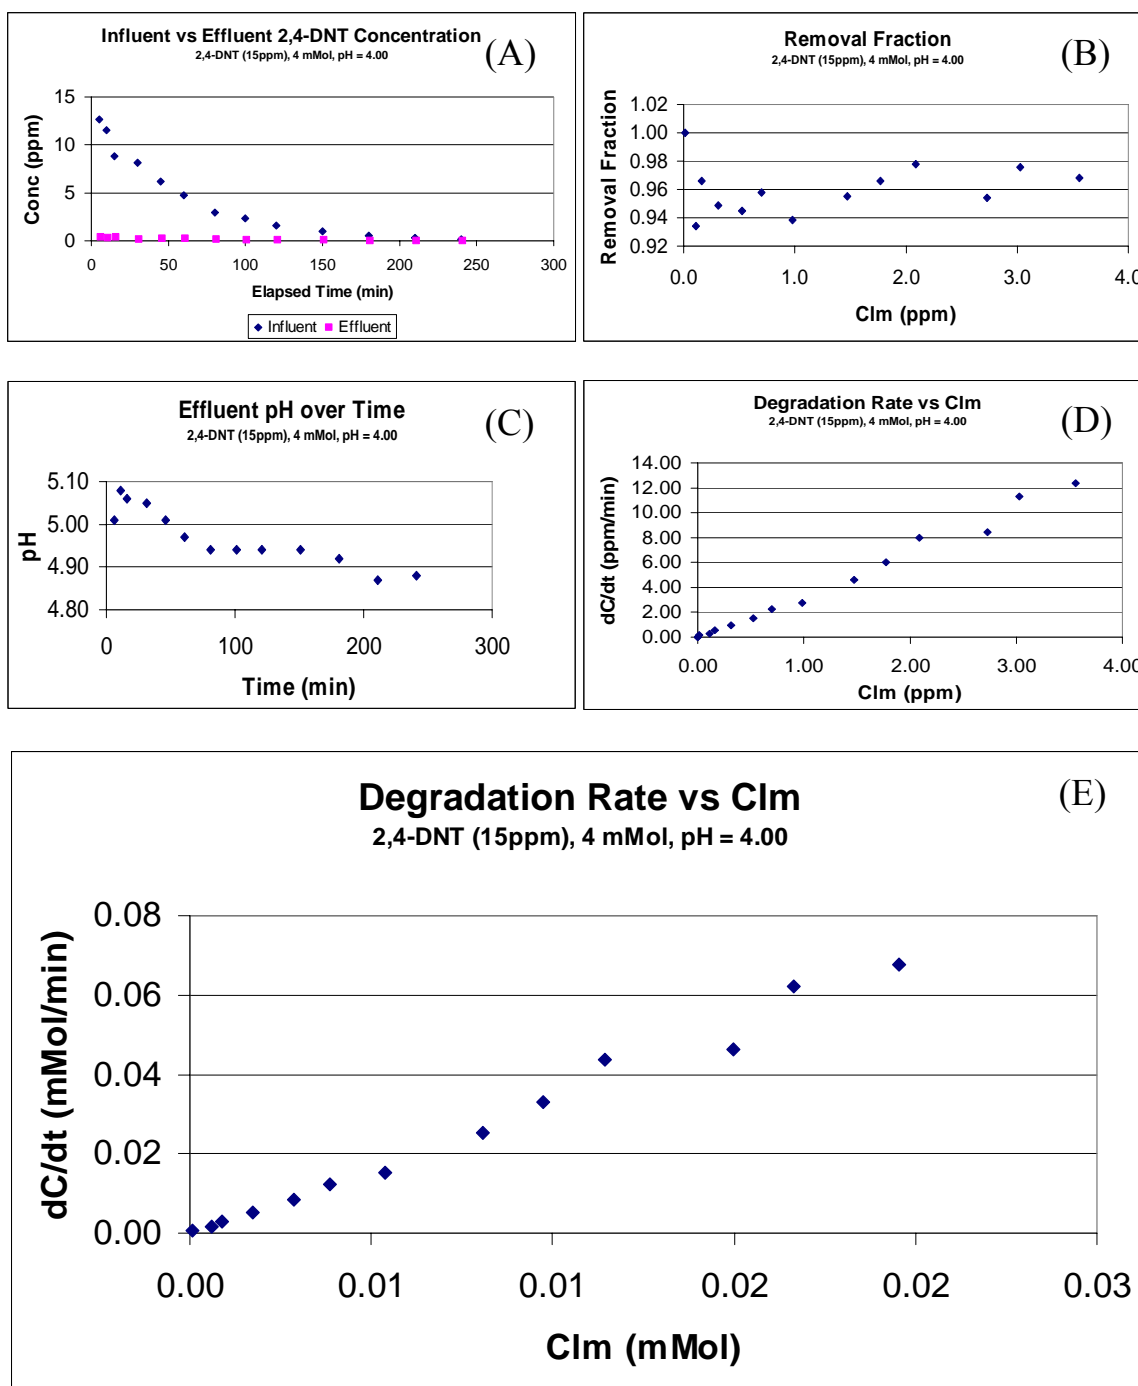 Influent vs Effluent 2,4-DNT Concentration
2,4-DNT (15ppm), 4 mMol, pH = 4.00
(A)
15
10
5
0
Conc (ppm)
0 50 100 150 200 250 300
Elapsed Time (min)
Influent Effluent
Removal Fraction
2,4-DNT (15ppm), 4 mMol, pH = 4.00
(B)
1.02
1.00
0.98
0.96
0.94
0.92
Removal Fraction
0.0 1.0 2.0 3.0 4.0
Clm (ppm)
Effluent pH over Time
2,4-DNT (15ppm), 4 mMol, pH = 4.00
(C)
5.10
5.00
4.90
4.80
pH
0 100 200 300
Time (min)
Degradation Rate vs Clm
2,4-DNT (15ppm), 4 mMol, pH = 4.00
(D)
14.00
12.00
10.00
8.00
6.00
4.00
2.00
0.00
dC/dt (ppm/min)
0.00 1.00 2.00 3.00 4.00
Clm (ppm)
Degradation Rate vs Clm
2,4-DNT (15ppm), 4 mMol, pH = 4.00
(E)
0.08
0.06
0.04
0.02
0.00
dC/dt (mMol/min)
0.00 0.01 0.01 0.02 0.02 0.03
Clm (mMol)